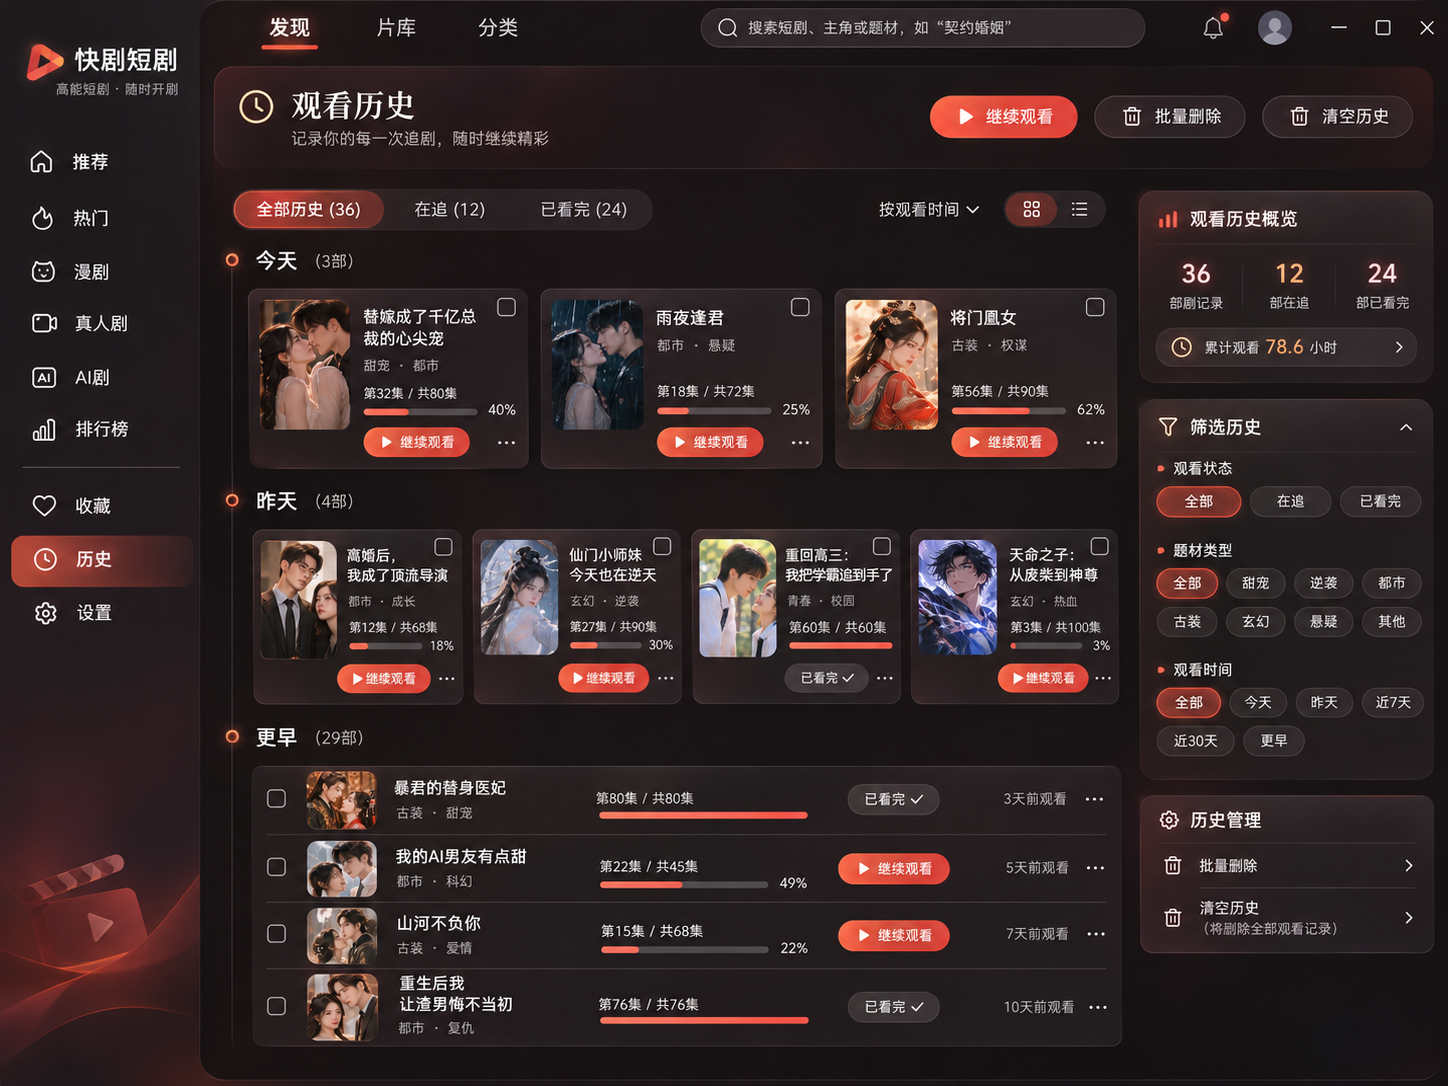 快剧短剧
高能短剧 · 随时开剧
推荐
热门
漫剧
真人剧
AI剧
排行榜
收藏
历史
设置
发现
片库
分类
搜索短剧、主角或题材，如“契约婚姻”
观看历史
记录你的每一次追剧，随时继续精彩
继续观看
批量删除
清空历史
全部历史 (36)
在追 (12)
已看完 (24)
按观看时间
今天 （3部）
替嫁成了千亿总
裁的心尖宠
甜宠 · 都市
第32集 / 共80集
40%
继续观看
雨夜逢君
都市 · 悬疑
第18集 / 共72集
25%
继续观看
将门凰女
古装 · 权谋
第56集 / 共90集
62%
继续观看
昨天 （4部）
离婚后，
我成了顶流导演
都市 · 成长
第12集 / 共68集
18%
继续观看
仙门小师妹
今天也在逆天
玄幻 · 逆袭
第27集 / 共90集
30%
继续观看
重回高三：
我把学霸追到手了
青春 · 校园
第60集 / 共60集
已看完
天命之子：
从废柴到神尊
玄幻 · 热血
第3集 / 共100集
3%
继续观看
更早 （29部）
暴君的替身医妃
古装 · 甜宠
第80集 / 共80集
已看完
3天前观看
我的AI男友有点甜
都市 · 科幻
第22集 / 共45集
49%
继续观看
5天前观看
山河不负你
古装 · 爱情
第15集 / 共68集
22%
继续观看
7天前观看
重生后我
让渣男悔不当初
都市 · 复仇
第76集 / 共76集
已看完
10天前观看
观看历史概览
36
部剧记录
12
部在追
24
部已看完
累计观看 78.6 小时
筛选历史
观看状态
全部
在追
已看完
题材类型
全部
甜宠
逆袭
都市
古装
玄幻
悬疑
其他
观看时间
全部
今天
昨天
近7天
近30天
更早
历史管理
批量删除
清空历史
（将删除全部观看记录）